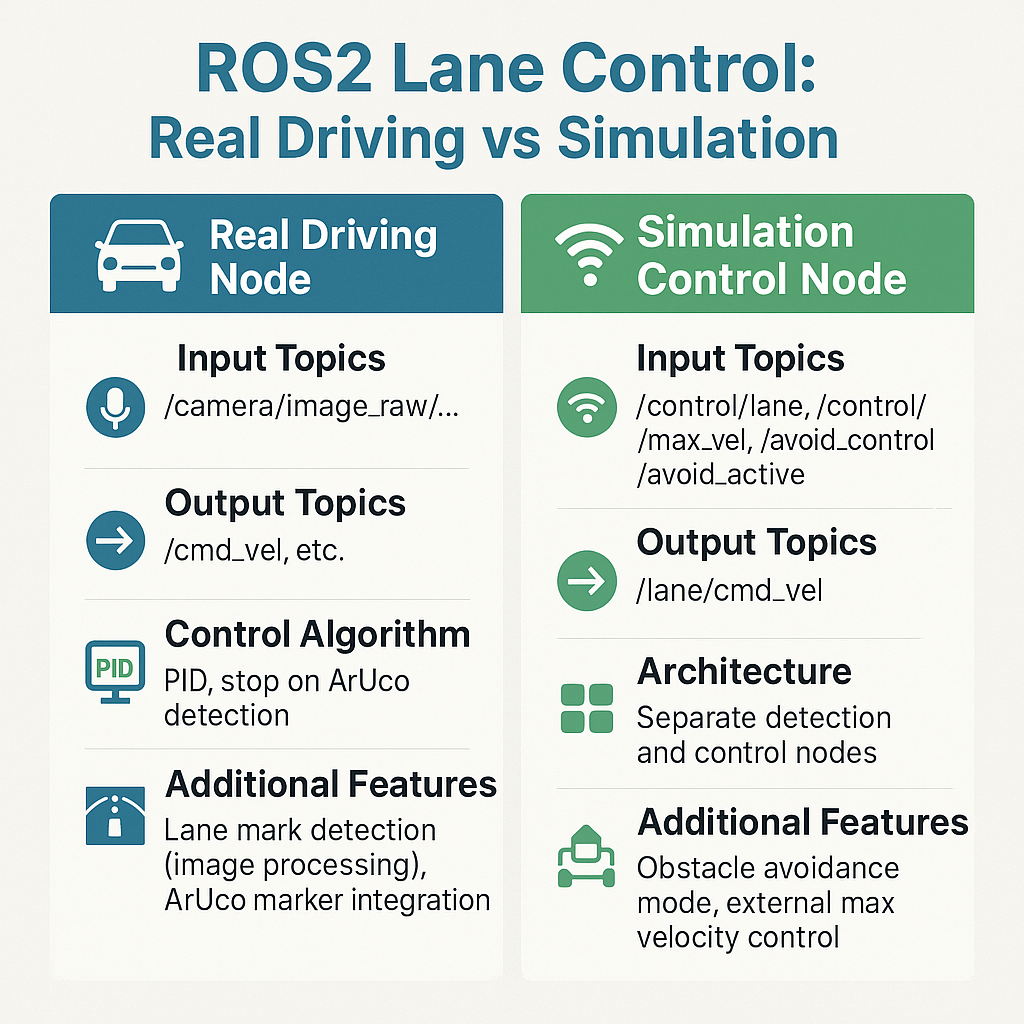 ROS2 Lane Control:
Real Driving vs Simulation
Real Driving
Node
Input Topics
/camera/image_raw/...
Output Topics
/cmd_vel, etc.
Control Algorithm
PID
PID, stop on ArUco
detection
Additional Features
Lane mark detection
(image processing),
ArUco marker integration
Simulation
Control Node
Input Topics
/control/lane, /control/
/max_vel, /avoid_control
/avoid_active
Output Topics
/lane/cmd_vel
Architecture
Separate detection
and control nodes
Additional Features
Obstacle avoidance
mode, external max
velocity control